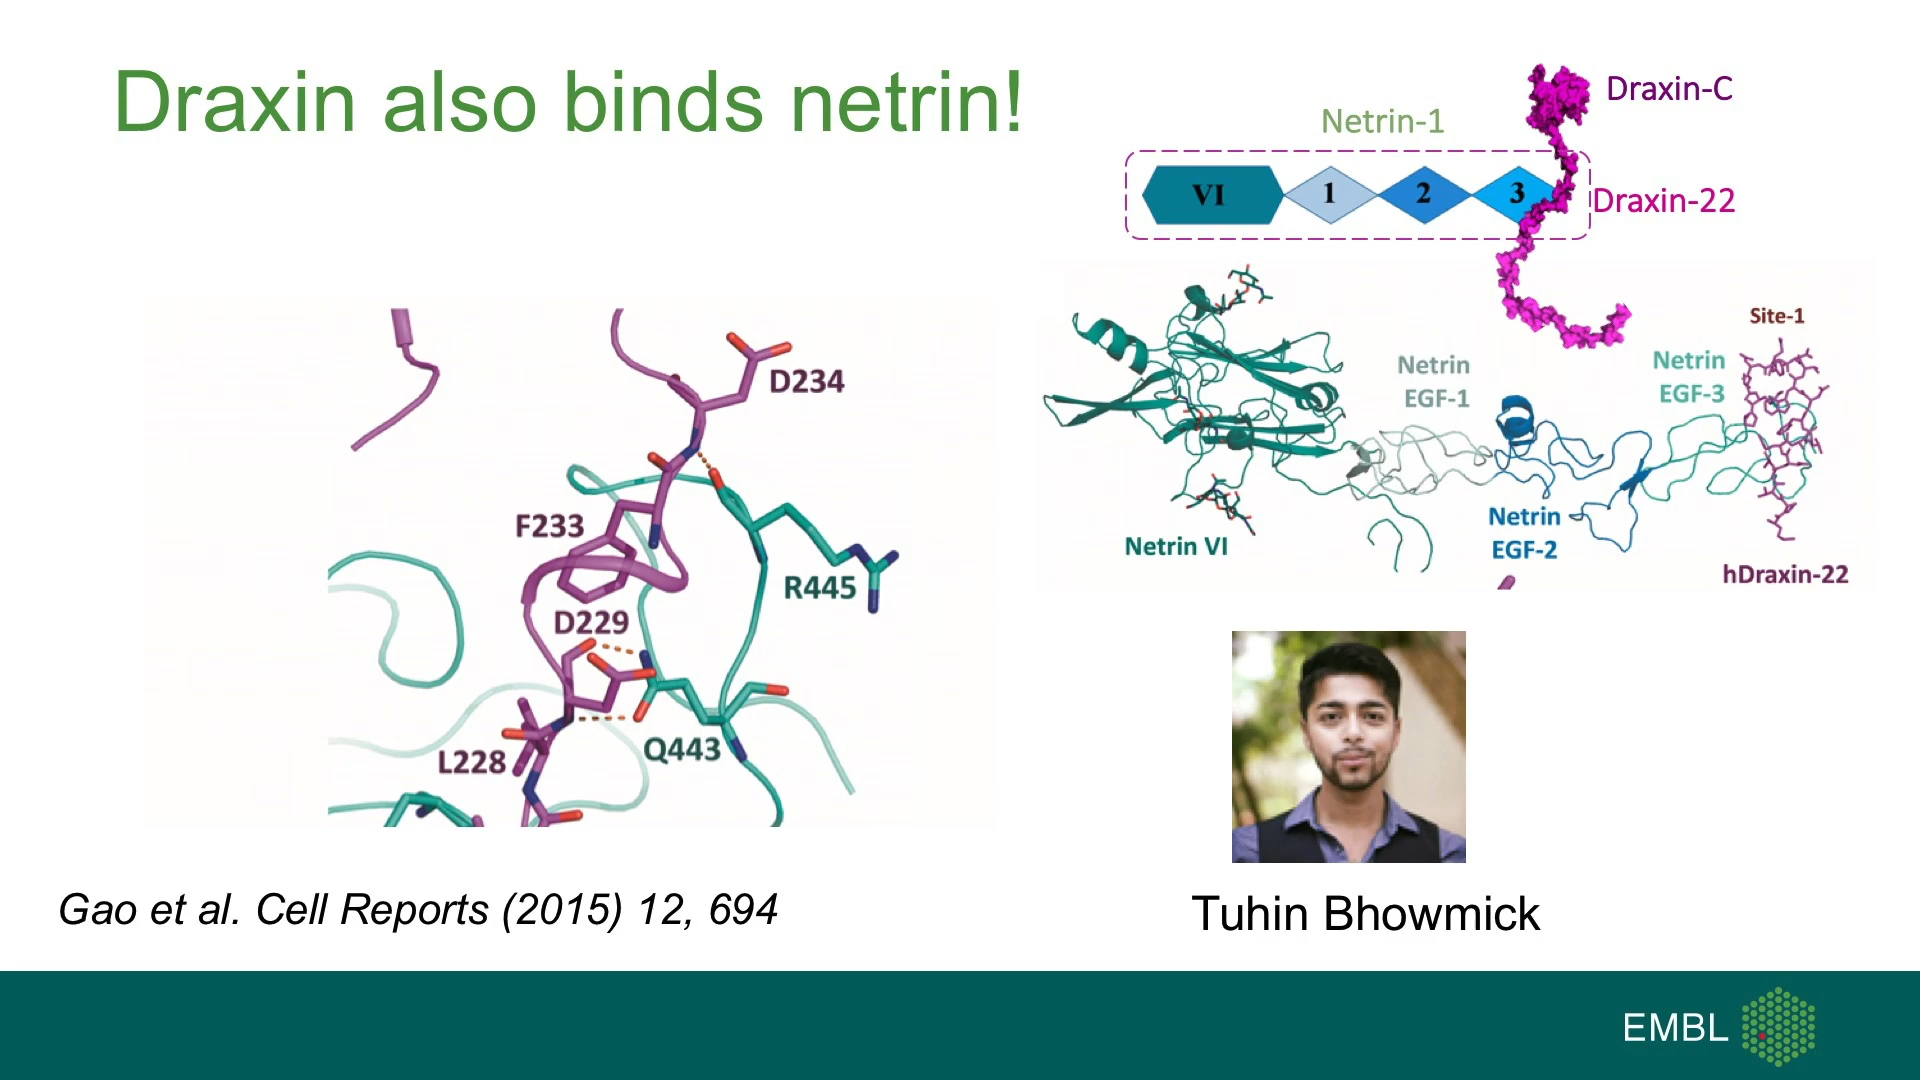 Draxin also binds netrin!
Draxin-C
Netrin-1
VI
1
2
3
Draxin-22
Site-1
Netrin
EGF-1
Netrin
EGF-3
Netrin
EGF-2
Netrin VI
hDraxin-22
D234
F233
R445
D229
Q443
L228
Gao et al. Cell Reports (2015) 12, 694
Tuhin Bhowmick
EMBL